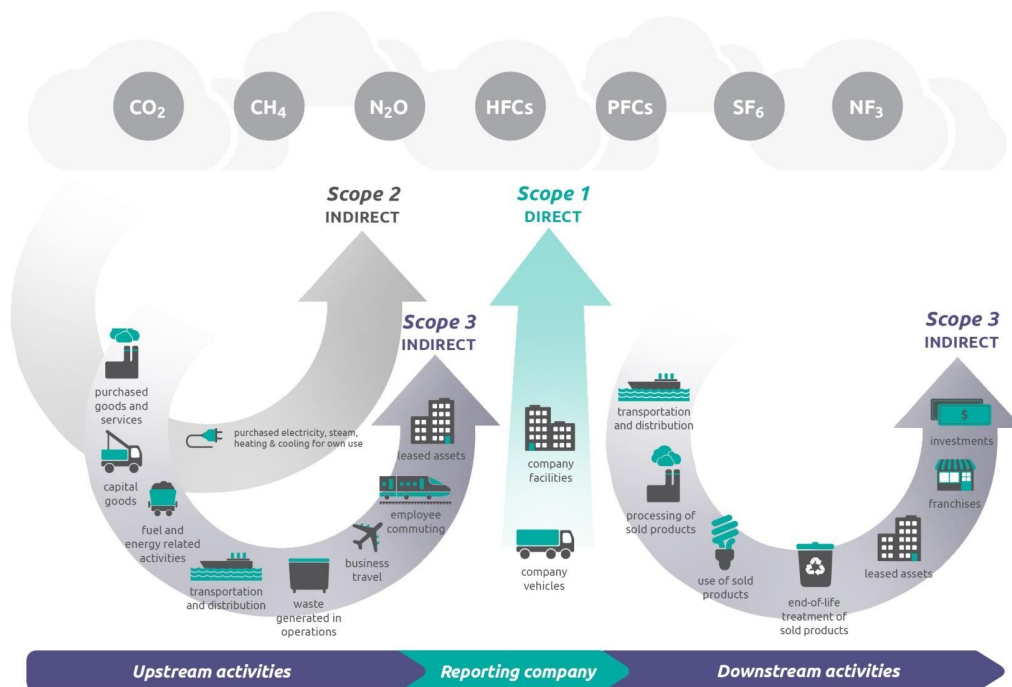 CO₂
CH₄
N₂O
HFCs
PFCs
SF₆
NF₃
Scope 2
INDIRECT
Scope 1
DIRECT
Scope 3
INDIRECT
Scope 3
INDIRECT
purchased
goods and
services
capital
goods
fuel and
energy related
activities
purchased electricity, steam,
heating & cooling for own use
transportation
and distribution
waste
generated in
operations
business
travel
employee
commuting
leased assets
company
facilities
company
vehicles
transportation
and distribution
processing of
sold products
use of sold
products
end-of-life
treatment of
sold products
leased assets
franchises
$
investments
Upstream activities
Reporting company
Downstream activities